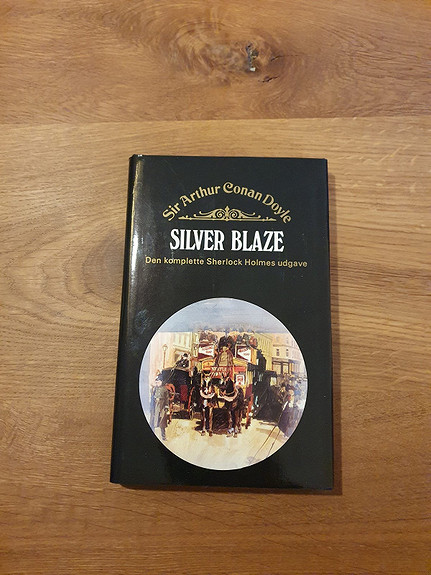 Sir Arthur Conan Doyle
SILVER BLAZE
Den komplette Sherlock Holmes udgave